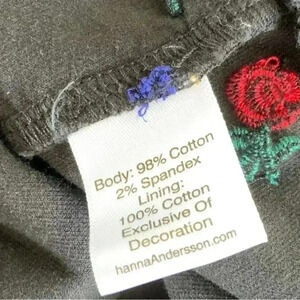 Body: 98% Cotton
2% Spandex
Lining:
100% Cotton
Exclusive Of
Decoration
hannaAndersson.com